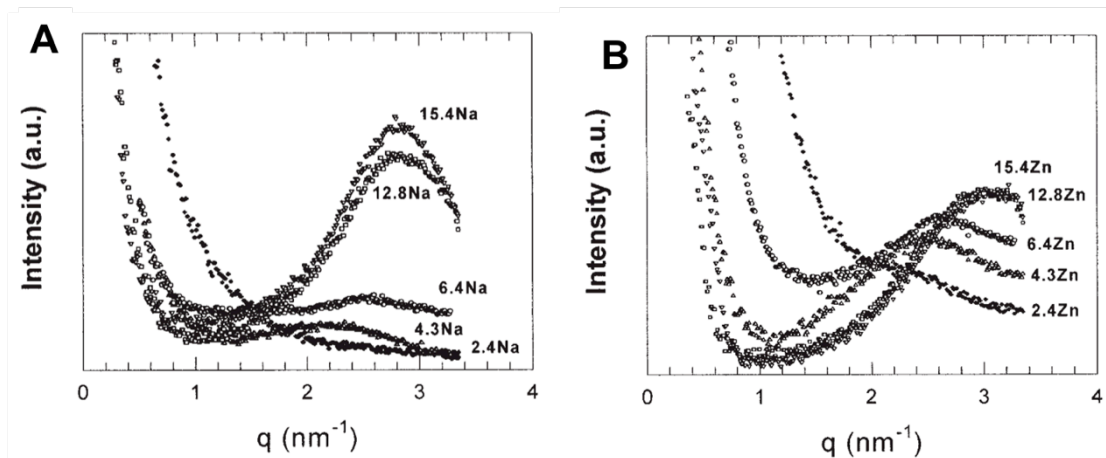 A
Intensity (a.u.)
15.4Na
12.8Na
6.4Na
4.3Na
2.4Na
0 1 2 3 4
q (nm⁻¹)
B
Intensity (a.u.)
15.4Zn
12.8Zn
6.4Zn
4.3Zn
2.4Zn
0 1 2 3 4
q (nm⁻¹)